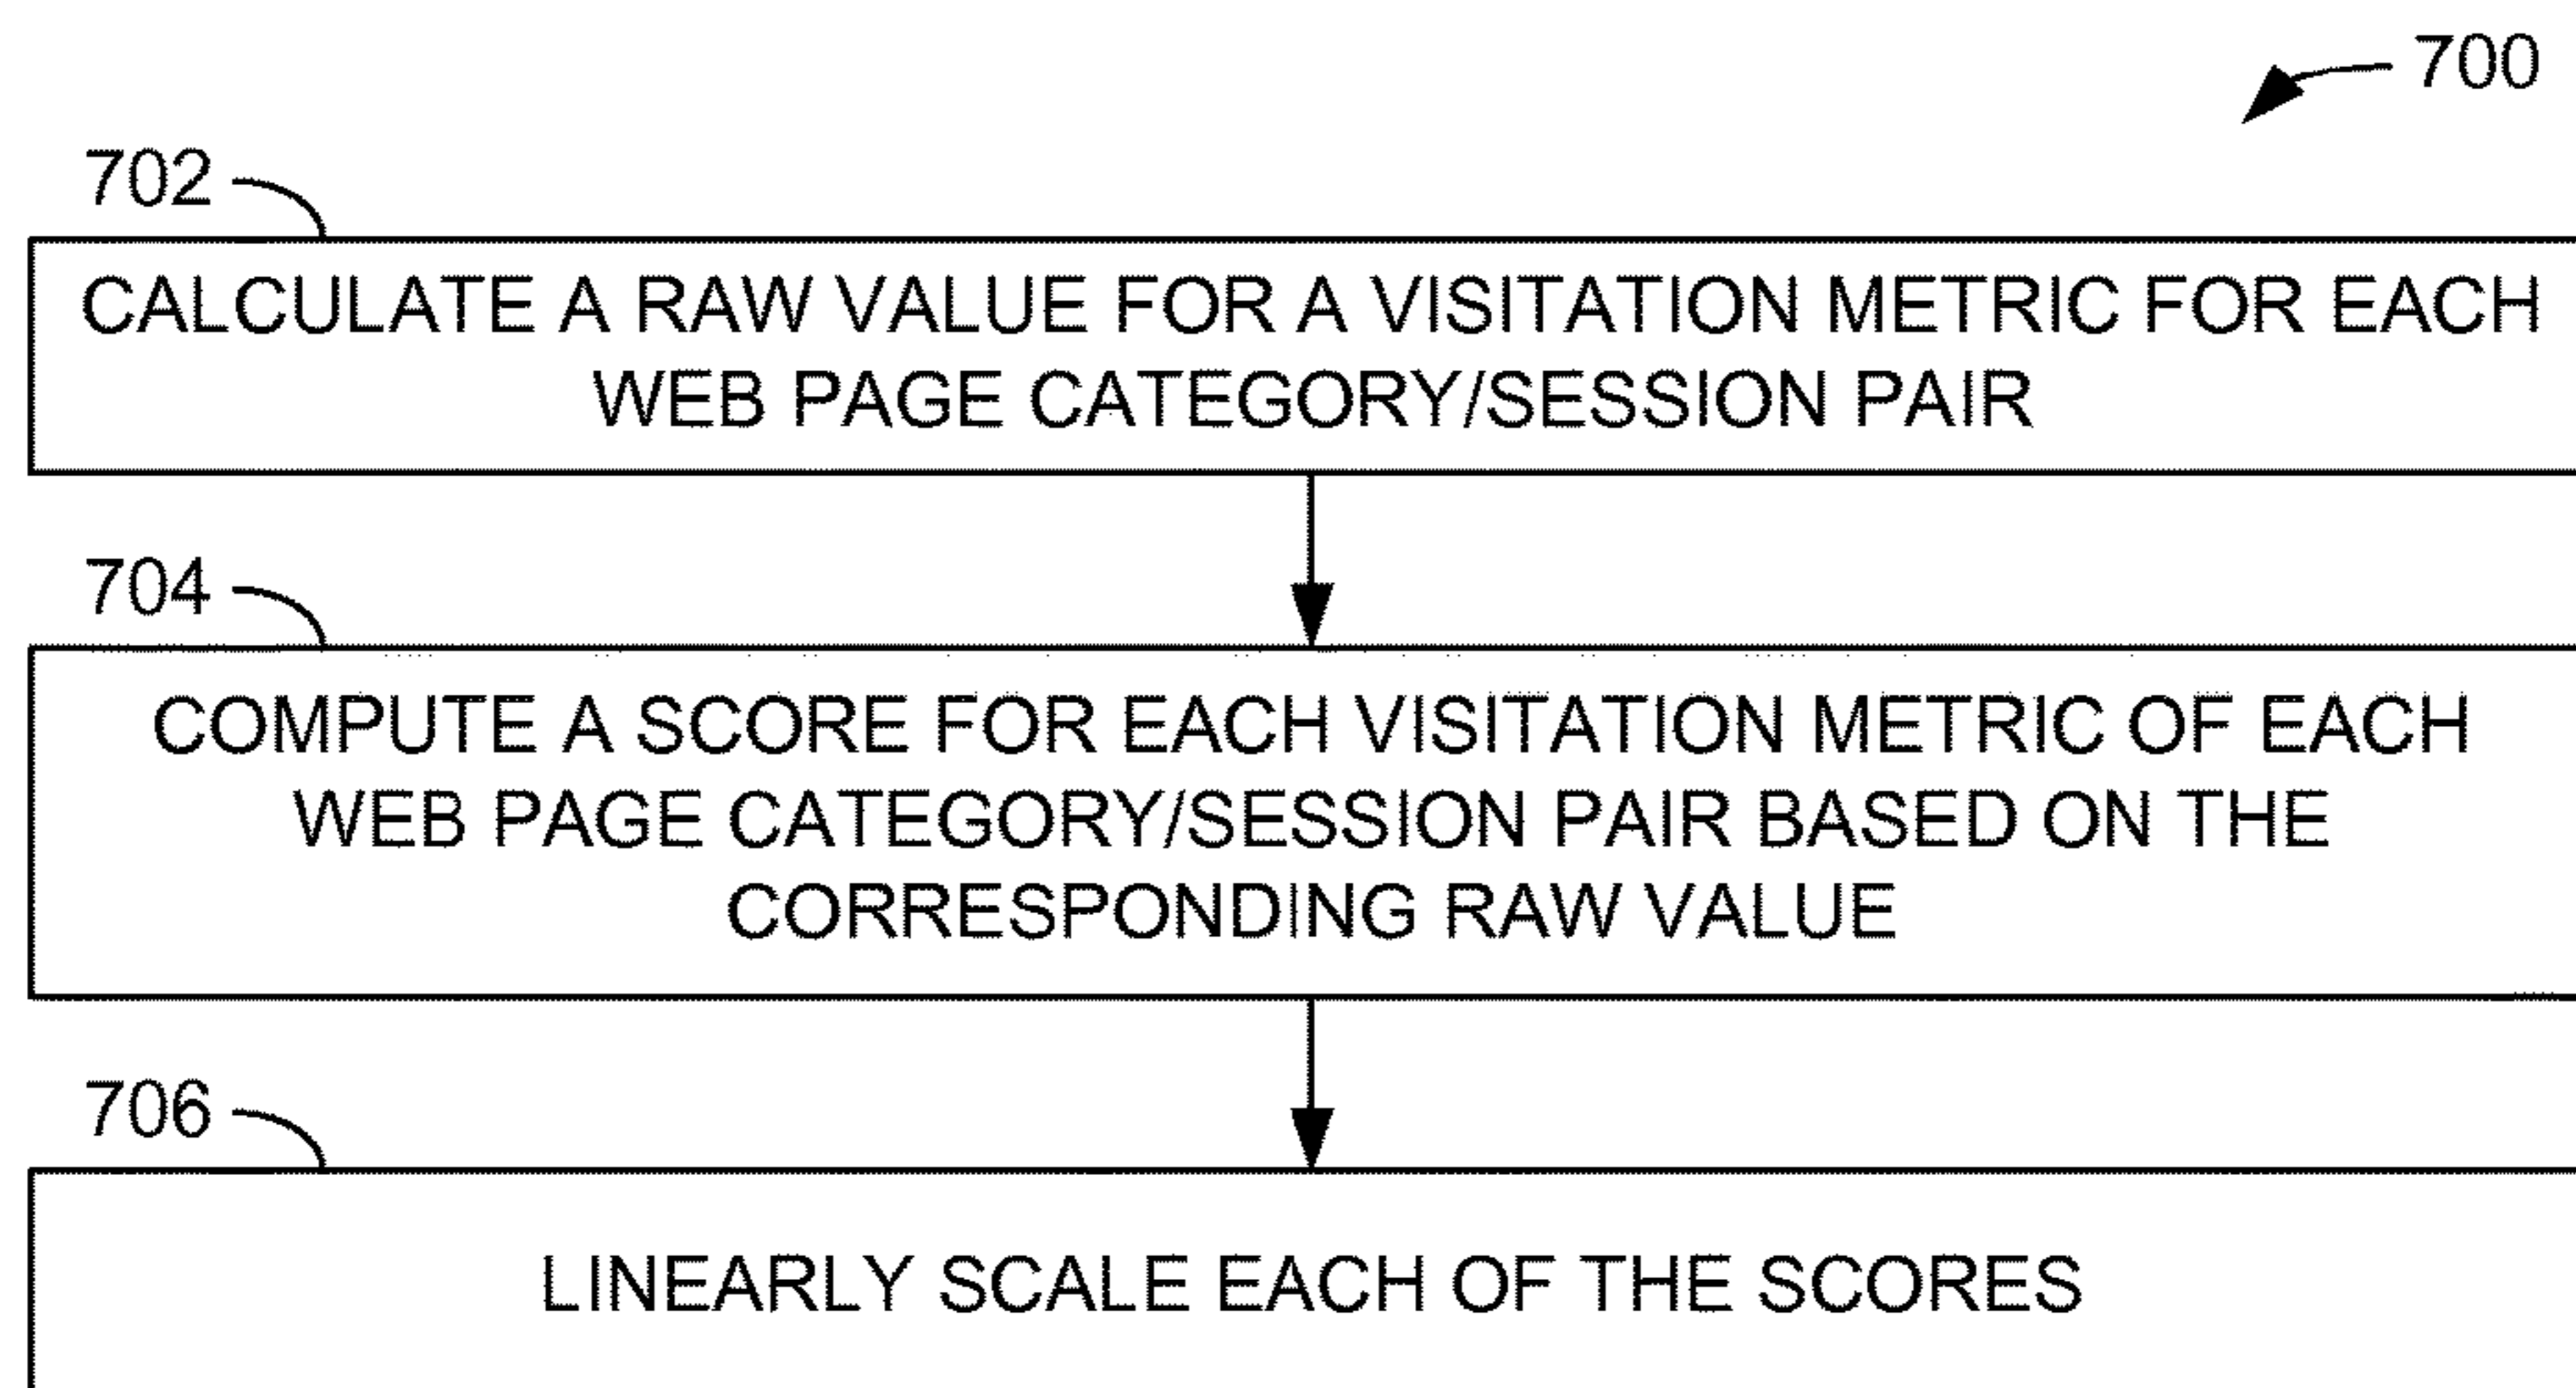 700
702
CALCULATE A RAW VALUE FOR A VISITATION METRIC FOR EACH
WEB PAGE CATEGORY/SESSION PAIR
704
COMPUTE A SCORE FOR EACH VISITATION METRIC OF EACH
WEB PAGE CATEGORY/SESSION PAIR BASED ON THE
CORRESPONDING RAW VALUE
706
LINEARLY SCALE EACH OF THE SCORES